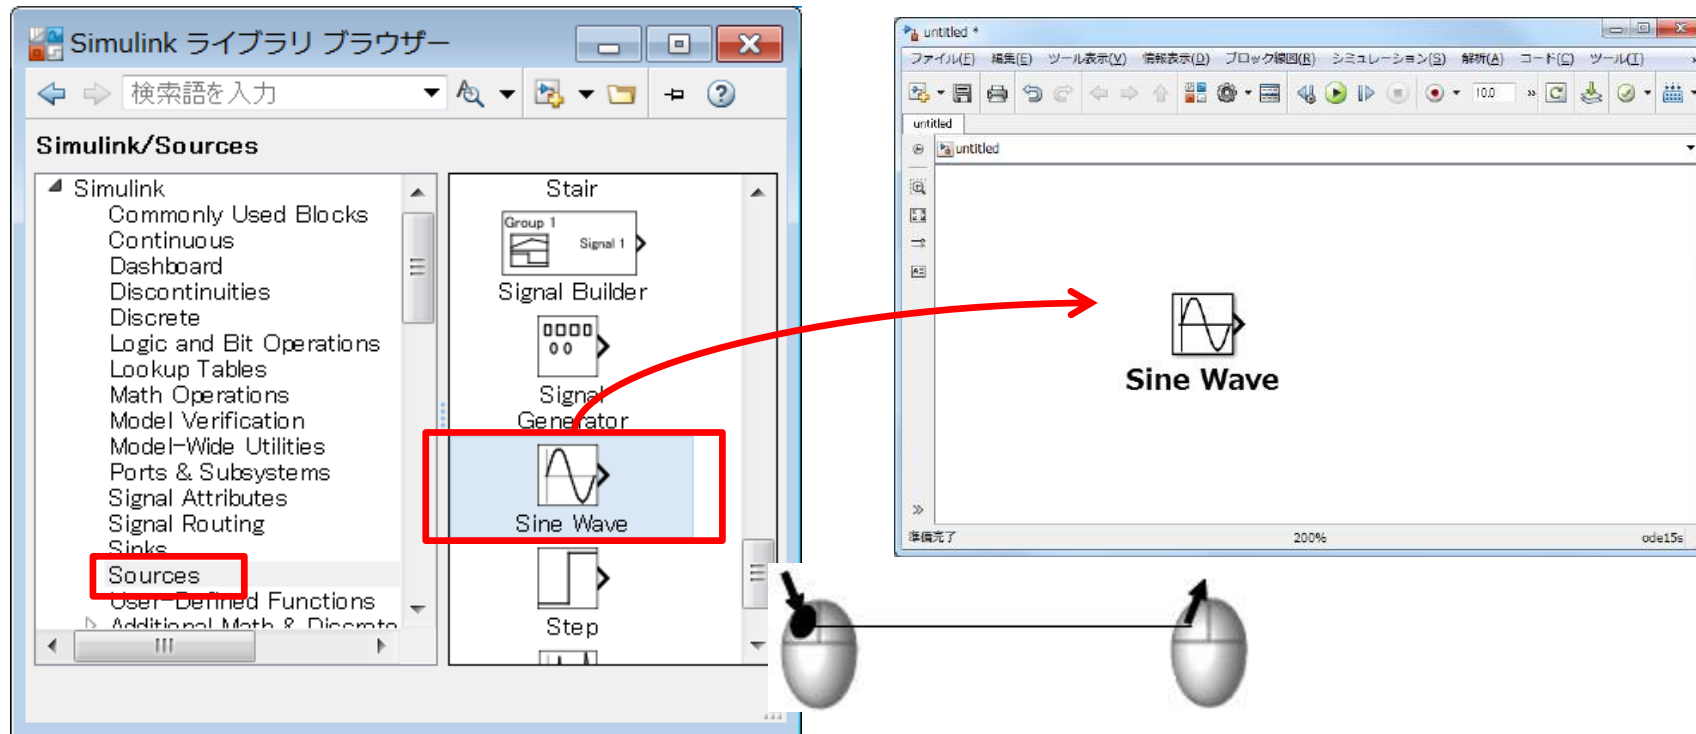 Simulink ライブラリ ブラウザー
検索語を入力
Simulink/Sources
Simulink
Commonly Used Blocks
Continuous
Dashboard
Discontinuities
Discrete
Logic and Bit Operations
Lookup Tables
Math Operations
Model Verification
Model-Wide Utilities
Ports & Subsystems
Signal Attributes
Signal Routing
Sinks
Sources
User-Defined Functions
Additional Math & Discrete
Stair
Group 1
Signal 1
Signal Builder
Signal
Generator
Sine Wave
Step
untitled *
ファイル(F) 編集(E) ツール表示(V) 情報表示(D) ブロック線図(R) シミュレーション(S) 解析(A) コード(C) ツール(T) »
10.0 »
untitled
untitled
Sine Wave
準備完了 200% ode15s